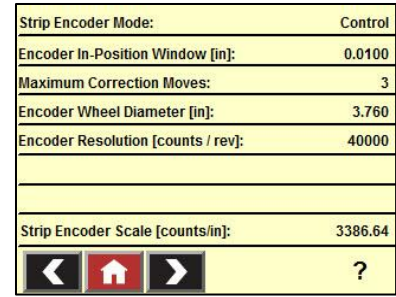 Strip Encoder Mode: Control
Encoder In-Position Window [in]: 0.0100
Maximum Correction Moves: 3
Encoder Wheel Diameter [in]: 3.760
Encoder Resolution [counts / rev]: 40000
Strip Encoder Scale [counts/in]: 3386.64
?